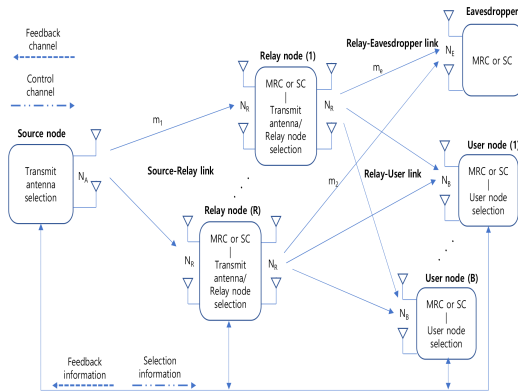 Feedback
channel
Control
channel
Source node
Transmit
antenna
selection
N_A
m_1
Source-Relay link
Relay node (1)
MRC or SC
|
Transmit
antenna/
Relay node
selection
N_R
N_R
Relay node (R)
MRC or SC
|
Transmit
antenna/
Relay node
selection
N_R
N_R
Relay-Eavesdropper link
m_e
m_2
Relay-User link
Eavesdropper
N_E
MRC or SC
User node (1)
N_B
MRC or SC
|
User node
selection
User node (B)
N_B
MRC or SC
|
User node
selection
Feedback
information
Selection
information